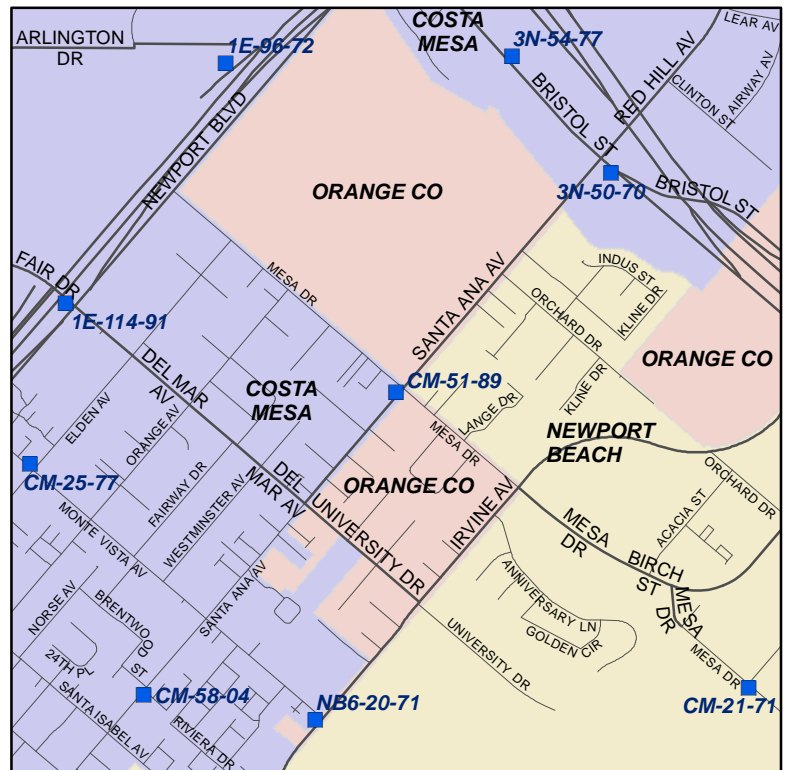 ARLINGTON
DR
1E-96-72
COSTA
MESA
3N-54-77
LEAR AV
RED HILL AV
CLINTON ST
AIRWAY AV
NEWPORT BLVD
BRISTOL ST
ORANGE CO
3N-50-70
BRISTOL ST
FAIR DR
MESA DR
SANTA ANA AV
INDUS ST
KLINE DR
ORCHARD DR
1E-114-91
DEL MAR
AV
COSTA
MESA
CM-51-89
ORANGE CO
KLINE DR
LANGE DR
ELDEN AV
ORANGE AV
MESA DR
NEWPORT
BEACH
CM-25-77
FAIRWAY DR
WESTMINSTER AV
DEL
MAR AV
ORANGE CO
UNIVERSITY DR
IRVINE AV
ORCHARD DR
ACACIA ST
MESA
DR
BIRCH
ST
MONTE VISTA AV
SANTA ANA AV
ANNIVERSARY LN
GOLDEN CIR
MESA
DR
NORSE AV
BRENTWO
OD
ST
UNIVERSITY DR
MESA DR
24TH P
SANTA ISABEL AV
CM-58-04
RIVIERA DR
NB6-20-71
CM-21-71